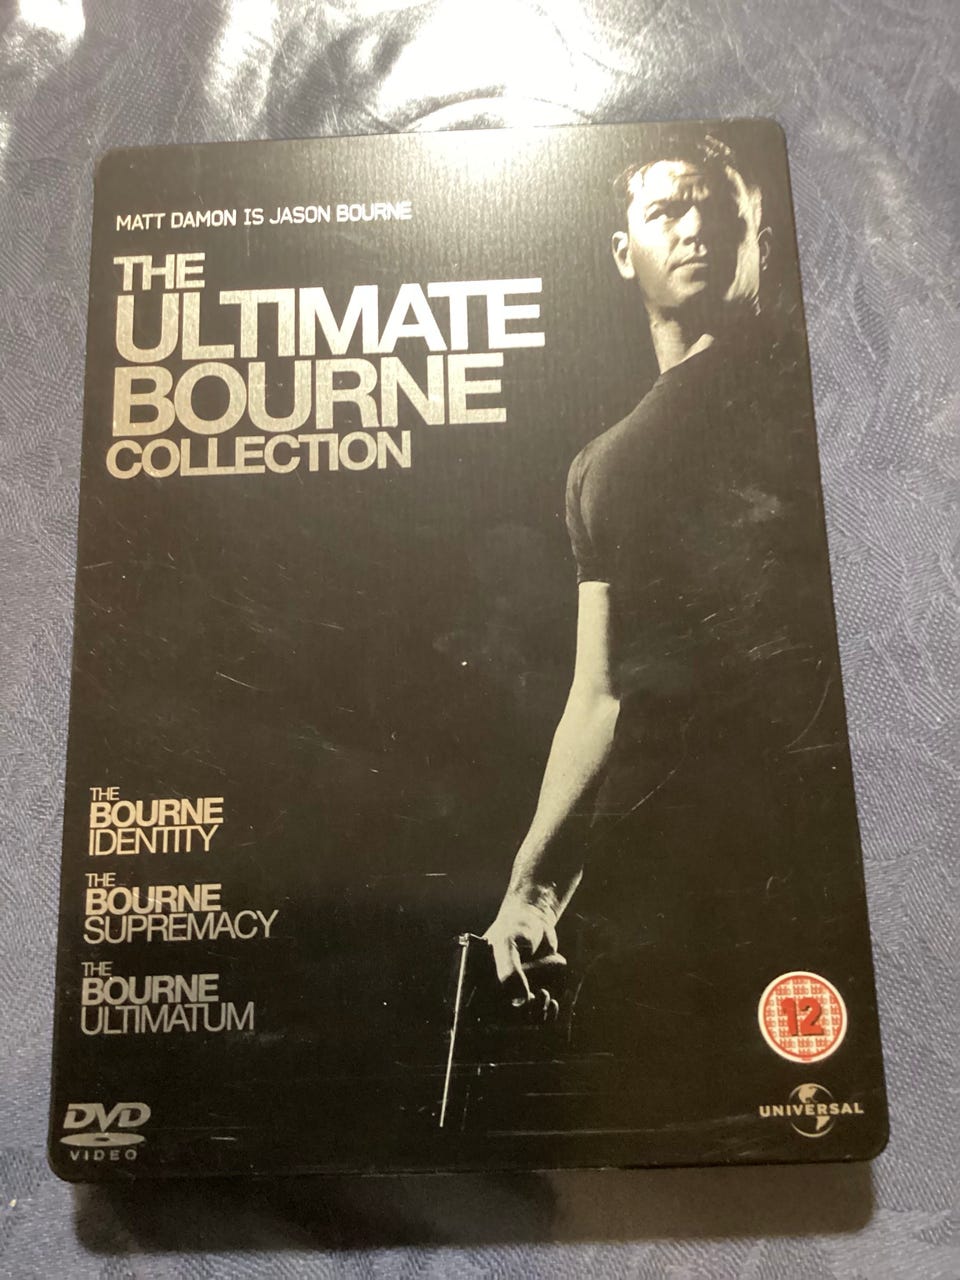 MATT DAMON IS JASON BOURNE
THE
ULTIMATE
BOURNE
COLLECTION
THE
BOURNE
IDENTITY
THE
BOURNE
SUPREMACY
THE
BOURNE
ULTIMATUM
12
DVD
VIDEO
UNIVERSAL